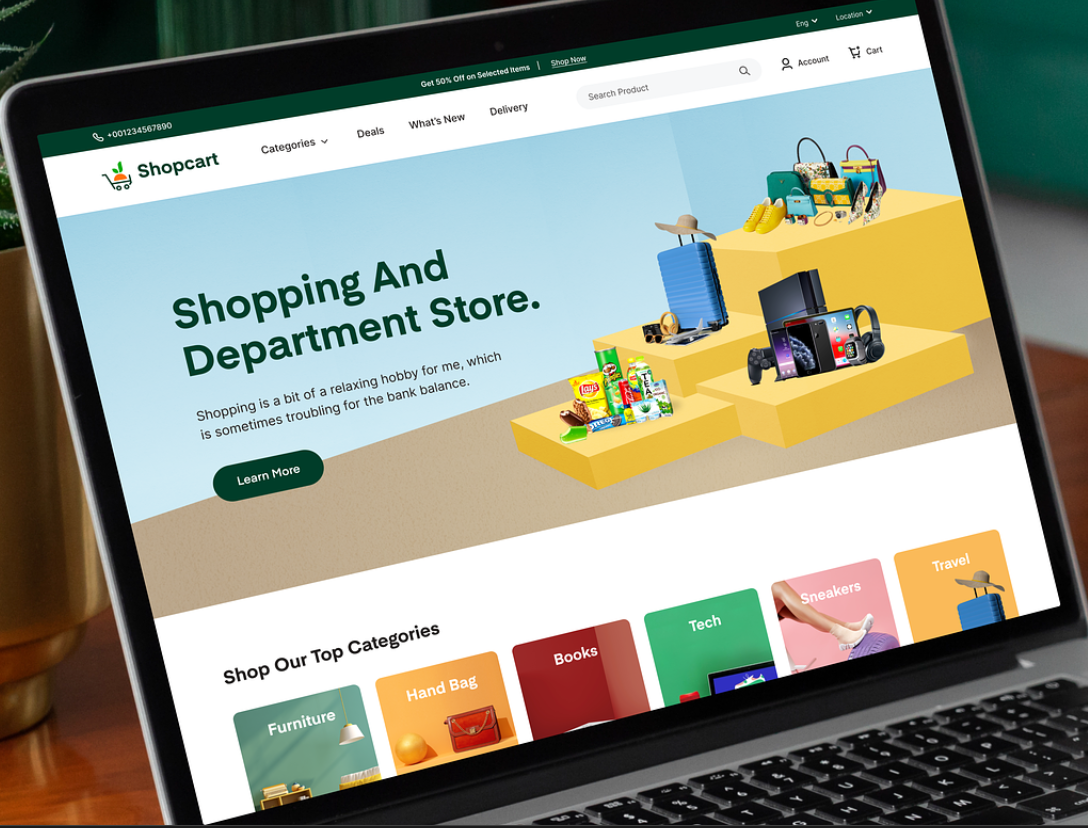 +001234567890
Get 50% Off on Selected Items | Shop Now
Eng
Location
Shopcart
Categories
Deals
What's New
Delivery
Search Product
Account
Cart
Shopping And
Department Store.
Shopping is a bit of a relaxing hobby for me, which
is sometimes troubling for the bank balance.
Learn More
Lay's
TEA
Shop Our Top Categories
Furniture
Hand Bag
Books
Tech
Sneakers
Travel